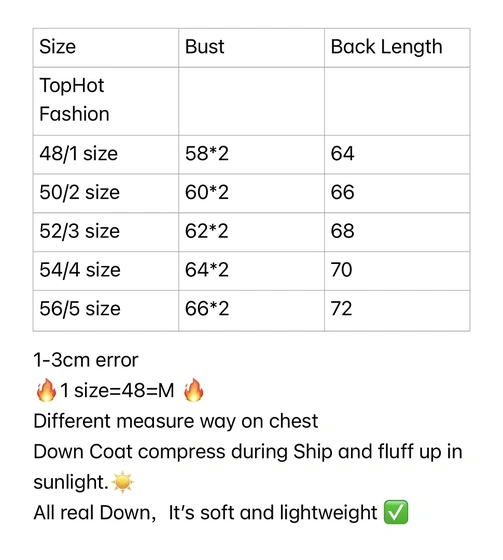 Size Bust Back Length
TopHot
Fashion
48/1 size 58*2 64
50/2 size 60*2 66
52/3 size 62*2 68
54/4 size 64*2 70
56/5 size 66*2 72
1-3cm error
🔥1 size=48=M 🔥
Different measure way on chest
Down Coat compress during Ship and fluff up in
sunlight.☀️
All real Down，It's soft and lightweight ✅